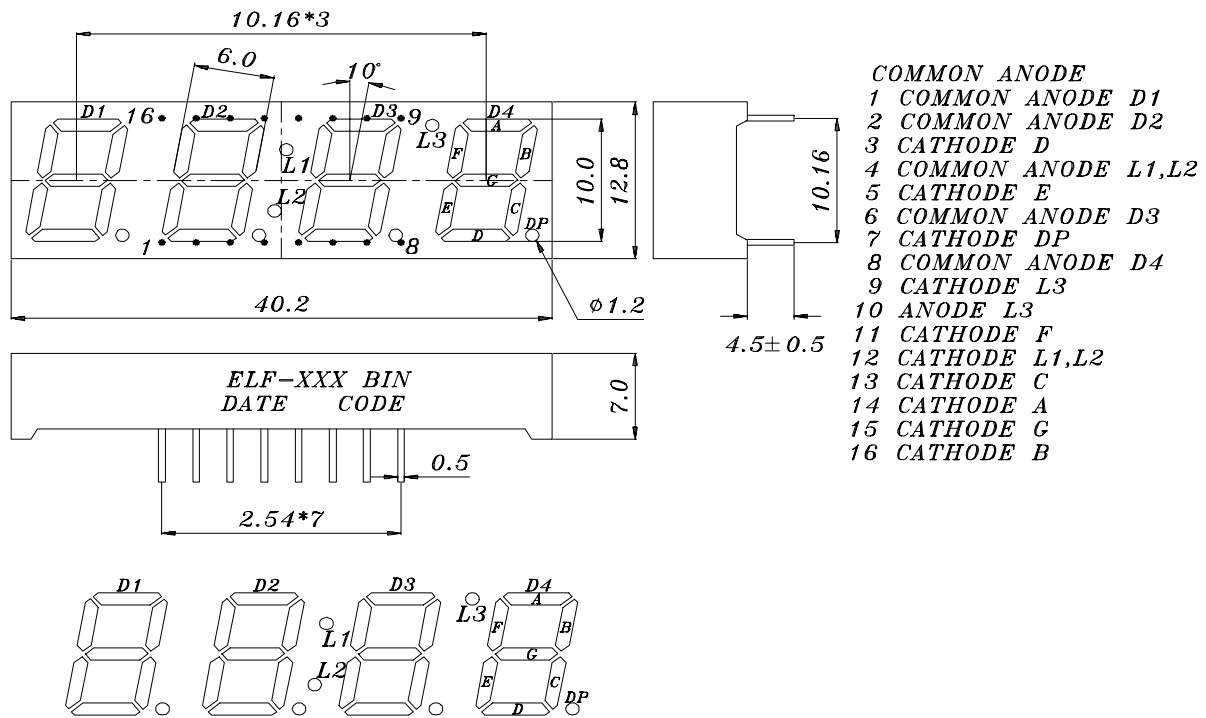 10.16*3
6.0
10°
16 D1 D2 D3 9 D4
A
L3
F B
L1
G
L2
E C
D DP
1 8
10.0
12.8
40.2
ø1.2
10.16
4.5±0.5
COMMON ANODE
1 COMMON ANODE D1
2 COMMON ANODE D2
3 CATHODE D
4 COMMON ANODE L1,L2
5 CATHODE E
6 COMMON ANODE D3
7 CATHODE DP
8 COMMON ANODE D4
9 CATHODE L3
10 ANODE L3
11 CATHODE F
12 CATHODE L1,L2
13 CATHODE C
14 CATHODE A
15 CATHODE G
16 CATHODE B
ELF-XXX BIN
DATE CODE
7.0
0.5
2.54*7
D1 D2 D3 D4
A
L3
F B
L1
G
L2
E C
DP
D